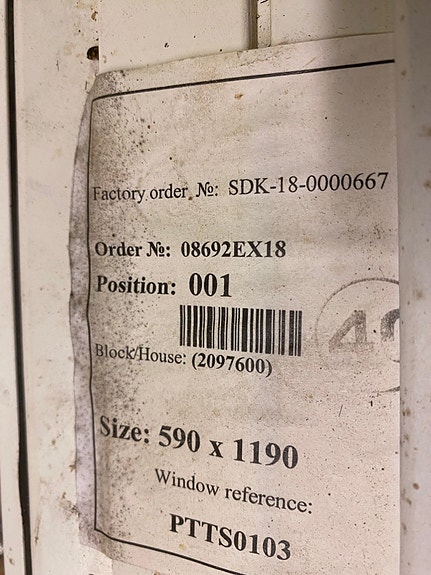 Factory order №: SDK-18-0000667
Order №: 08692EX18
Position: 001
Block/House: (2097600)
Size: 590 x 1190
Window reference:
PTTS0103